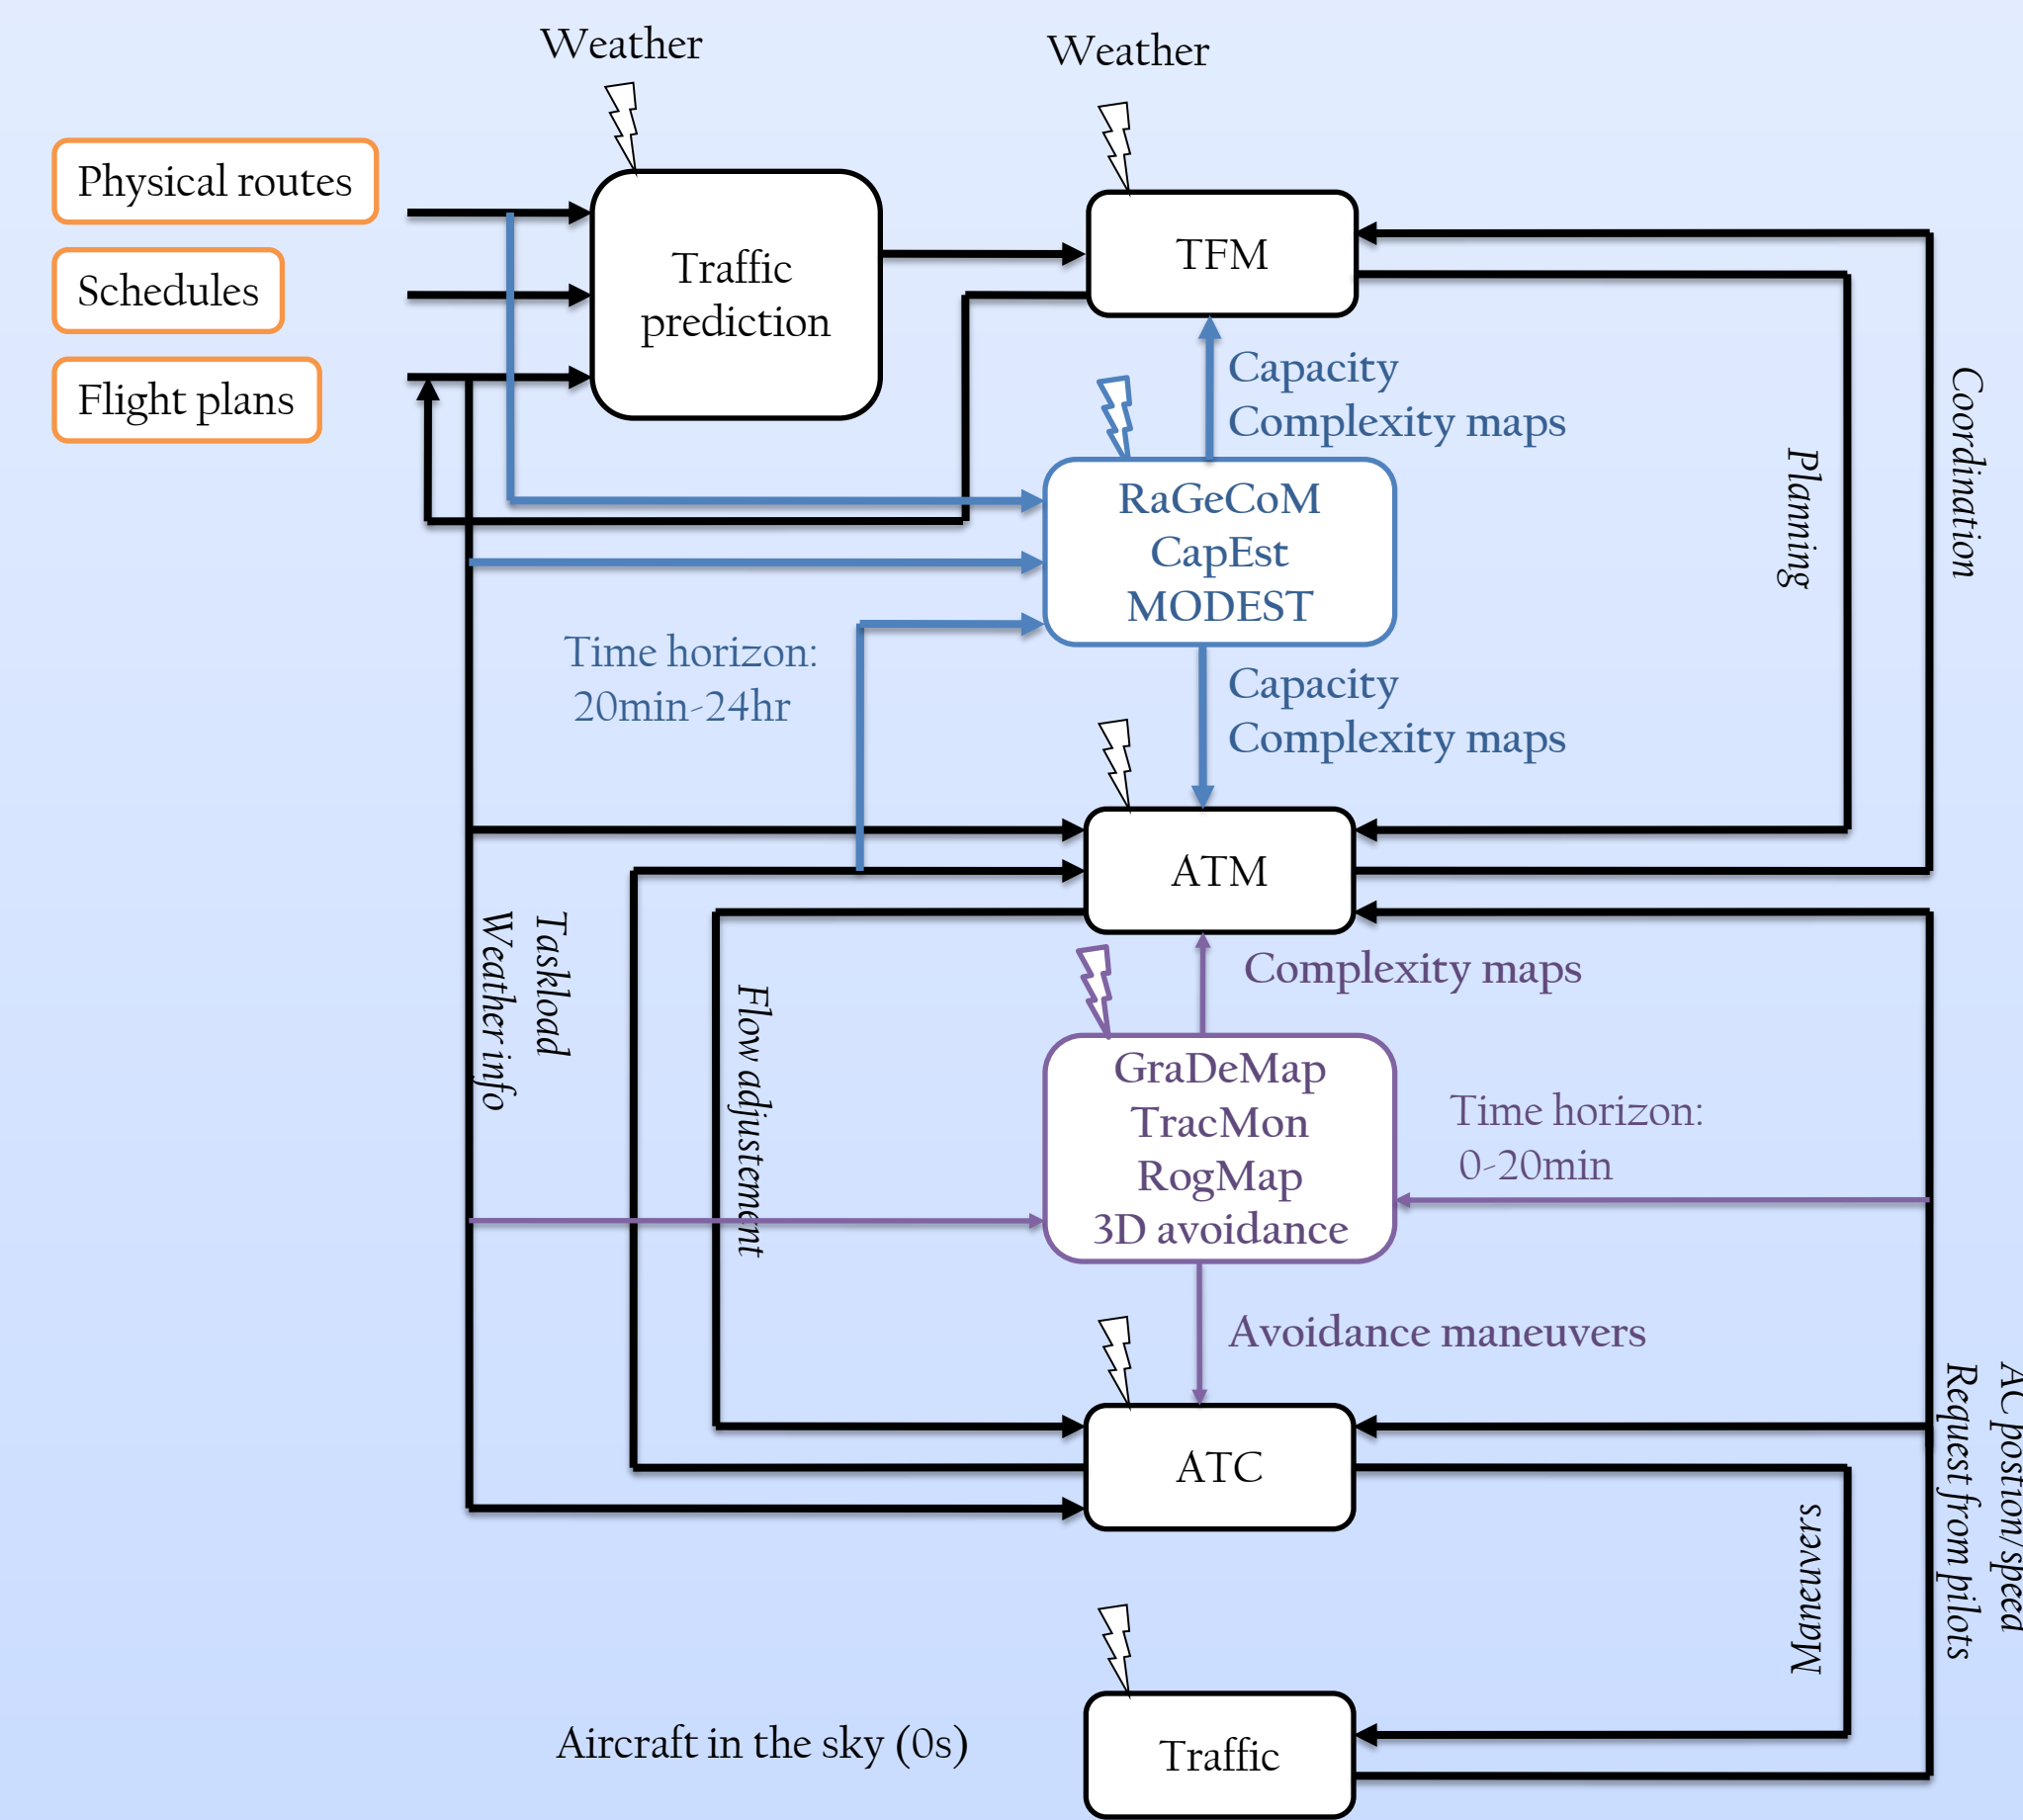 Weather
Weather
Physical routes
Schedules
Flight plans
Traffic
prediction
TFM
Capacity
Complexity maps
RaGeCoM
CapEst
MODEST
Planning
Coordination
Time horizon:
20min-24hr
Capacity
Complexity maps
ATM
Taskload
Weather info
Flow adjustement
Complexity maps
GraDeMap
TracMon
RogMap
3D avoidance
Time horizon:
0-20min
Avoidance maneuvers
ATC
AC postion/speed
Request from pilots
Maneuvers
Aircraft in the sky (0s)
Traffic